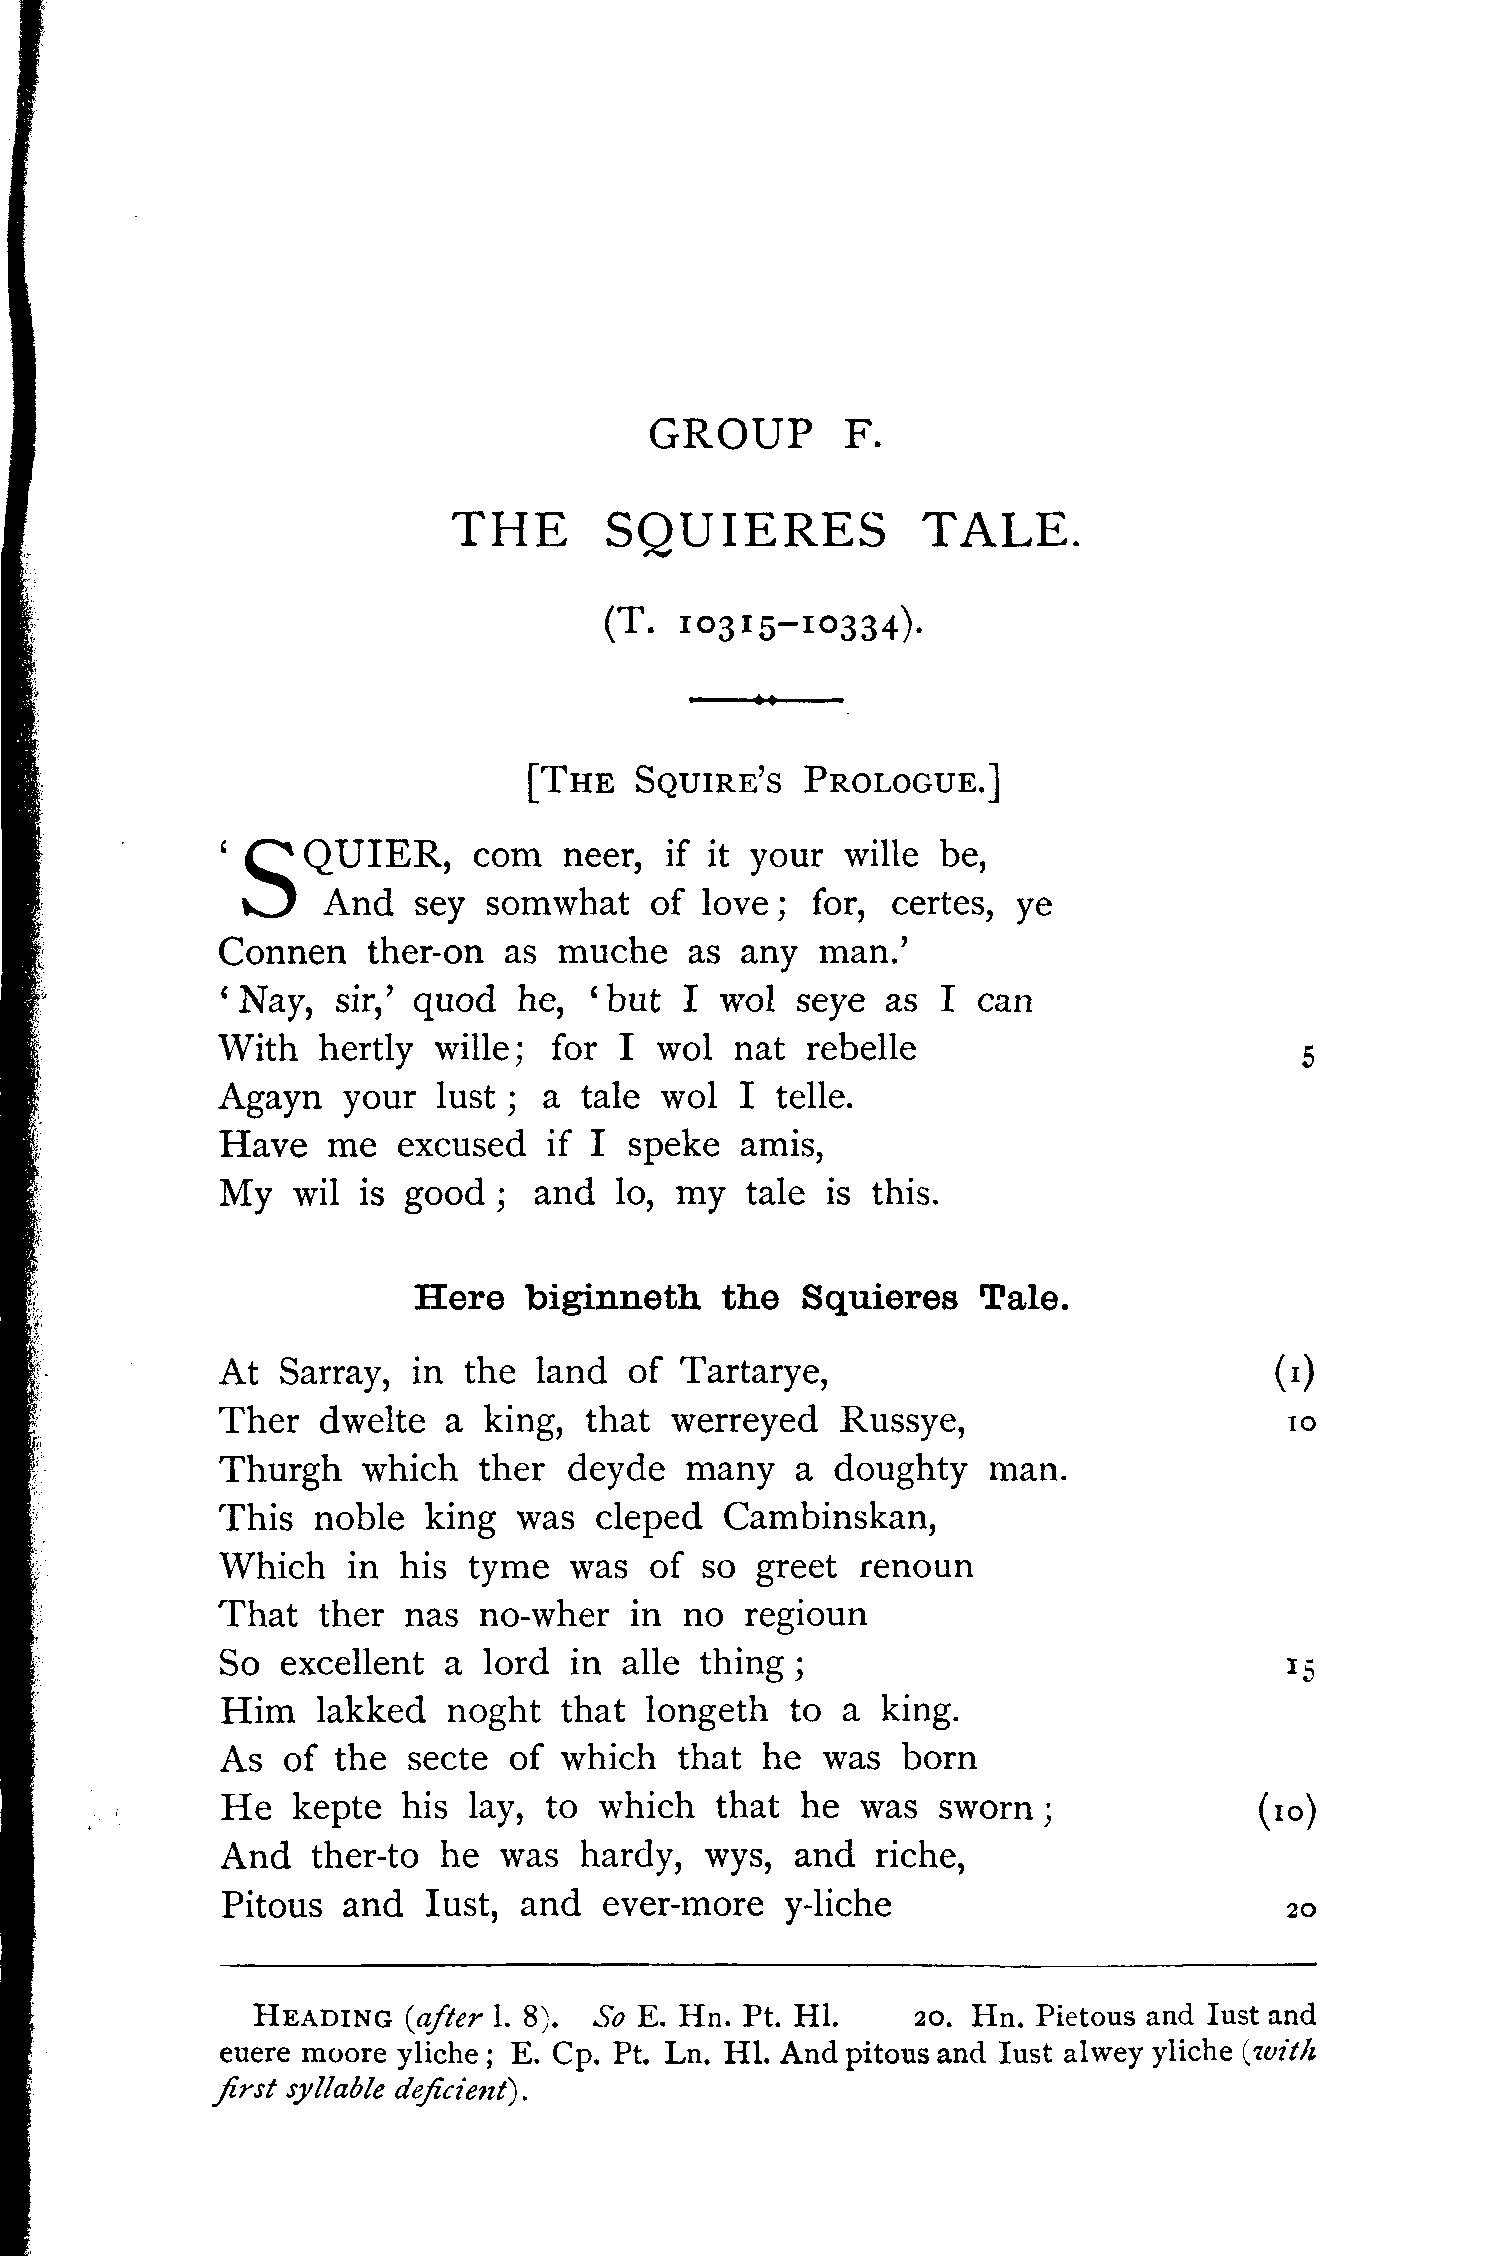 GROUP F.
THE SQUIERES TALE.
(T. 10315–10334).
[THE SQUIRE'S PROLOGUE.]
‘SQUIER, com neer, if it your wille be,
And sey somwhat of love; for, certes, ye
Connen ther-on as muche as any man.’
‘Nay, sir,’ quod he, ‘but I wol seye as I can
With hertly wille; for I wol nat rebelle 5
Agayn your lust; a tale wol I telle.
Have me excused if I speke amis,
My wil is good; and lo, my tale is this.
Here biginneth the Squieres Tale.
At Sarray, in the land of Tartarye, (1)
Ther dwelte a king, that werreyed Russye, 10
Thurgh which ther deyde many a doughty man.
This noble king was cleped Cambinskan,
Which in his tyme was of so greet renoun
That ther nas no-wher in no regioun
So excellent a lord in alle thing; 15
Him lakked noght that longeth to a king.
As of the secte of which that he was born
He kepte his lay, to which that he was sworn; (10)
And ther-to he was hardy, wys, and riche,
Pitous and Iust, and ever-more y-liche 20
HEADING (after l. 8). So E. Hn. Pt. Hl. 20. Hn. Pietous and Iust and
euere moore yliche; E. Cp. Pt. Ln. Hl. And pitous and Iust alwey yliche (with
first syllable deficient).